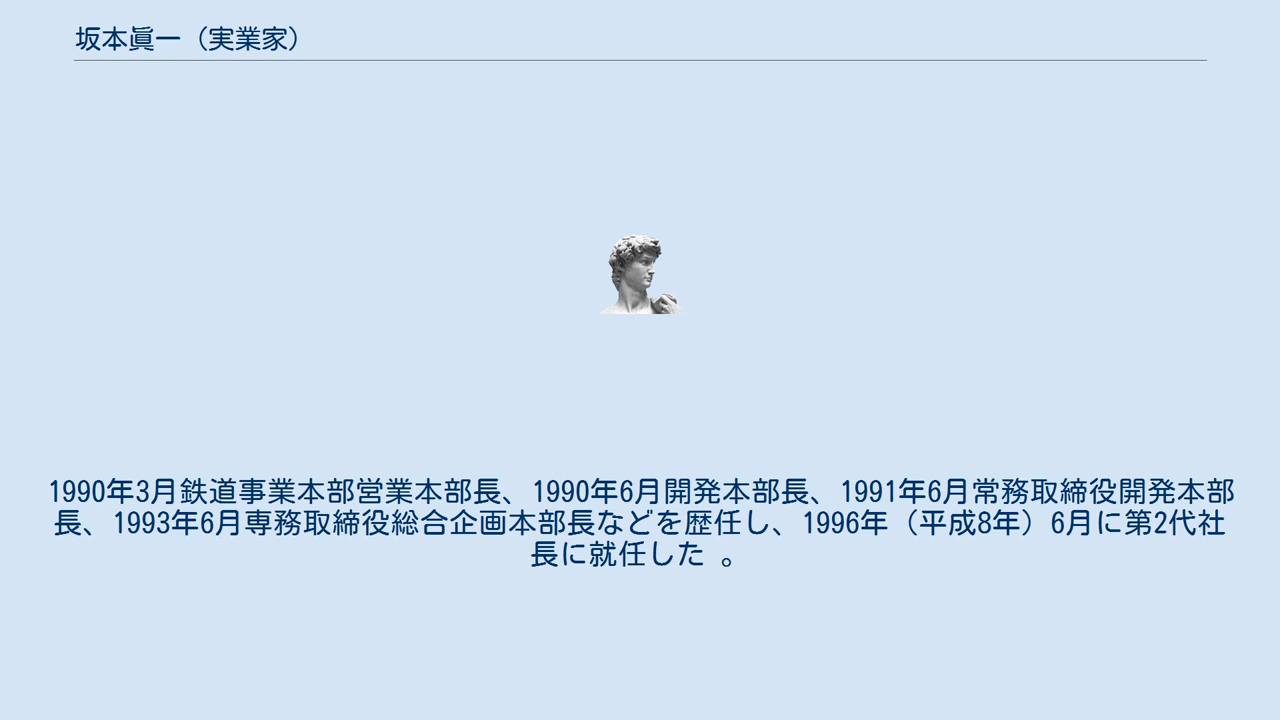 坂本眞一（実業家）
1990年3月鉄道事業本部営業本部長、1990年6月開発本部長、1991年6月常務取締役開発本部
長、1993年6月専務取締役総合企画本部長などを歴任し、1996年（平成8年）6月に第2代社
長に就任した 。